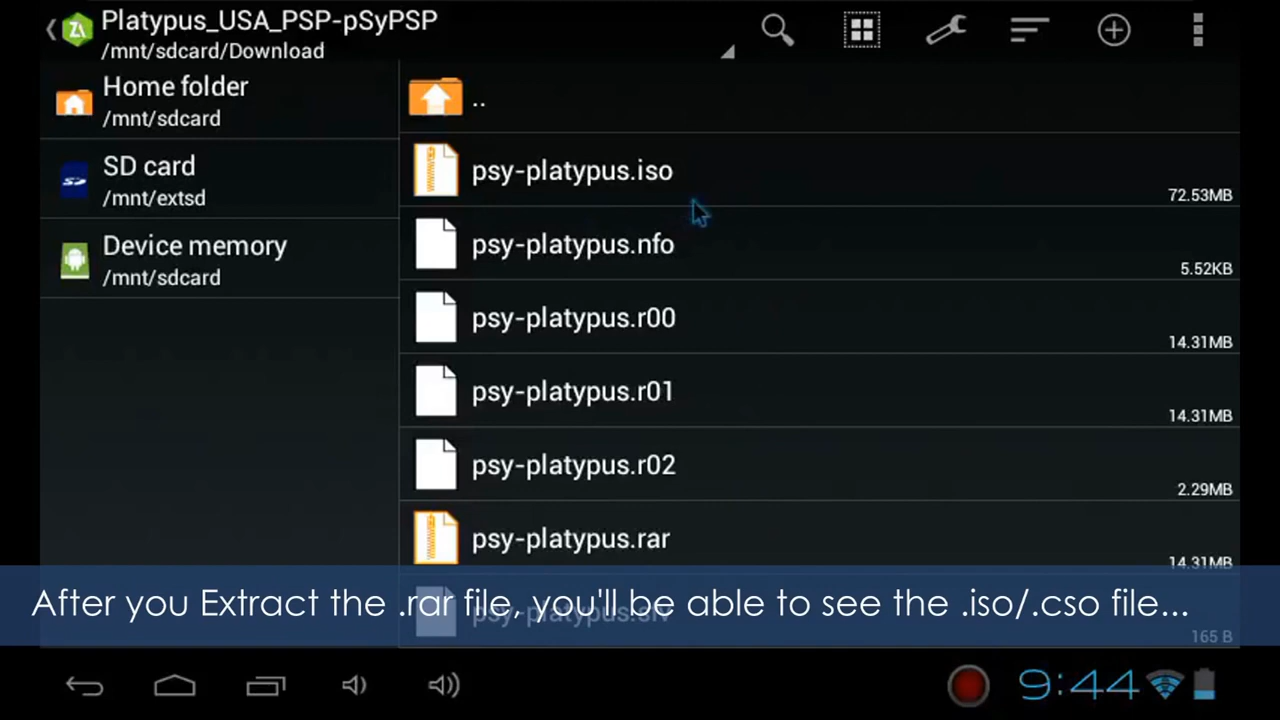 Platypus_USA_PSP-pSyPSP
/mnt/sdcard/Download
Home folder
/mnt/sdcard
SD card
/mnt/extsd
Device memory
/mnt/sdcard
..
psy-platypus.iso
72.53MB
psy-platypus.nfo
5.52KB
psy-platypus.r00
14.31MB
psy-platypus.r01
14.31MB
psy-platypus.r02
2.29MB
psy-platypus.rar
14.31MB
psy-platypus.sfv
165 B
After you Extract the .rar file, you'll be able to see the .iso/.cso file...
9:44